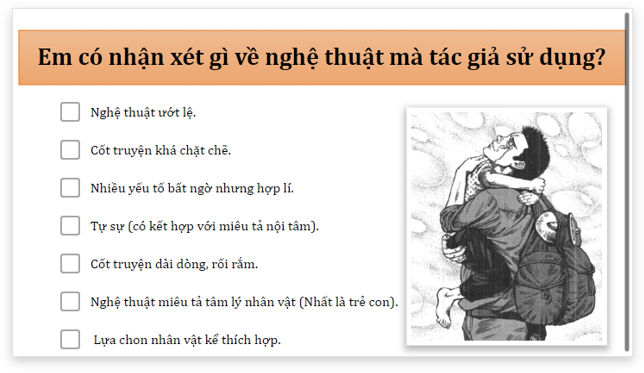 Em có nhận xét gì về nghệ thuật mà tác giả sử dụng?
Nghệ thuật ướt lệ.
Cốt truyện khá chặt chẽ.
Nhiều yếu tố bất ngờ nhưng hợp lí.
Tự sự (có kết hợp với miêu tả nội tâm).
Cốt truyện dài dòng, rối rắm.
Nghệ thuật miêu tả tâm lý nhân vật (Nhất là trẻ con).
Lựa chon nhân vật kể thích hợp.